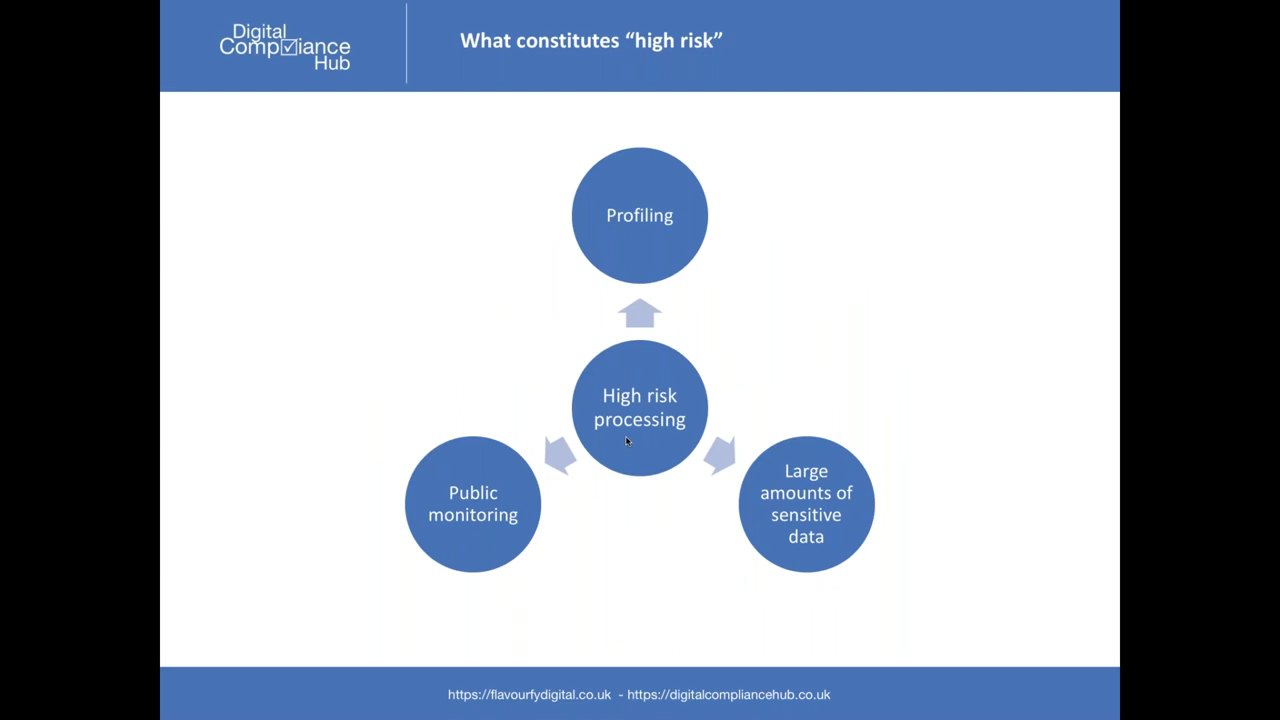 Digital
Compliance
Hub
What constitutes “high risk”
Profiling
High risk
processing
Public
monitoring
Large
amounts of
sensitive
data
https://flavourfydigital.co.uk - https://digitalcompliancehub.co.uk